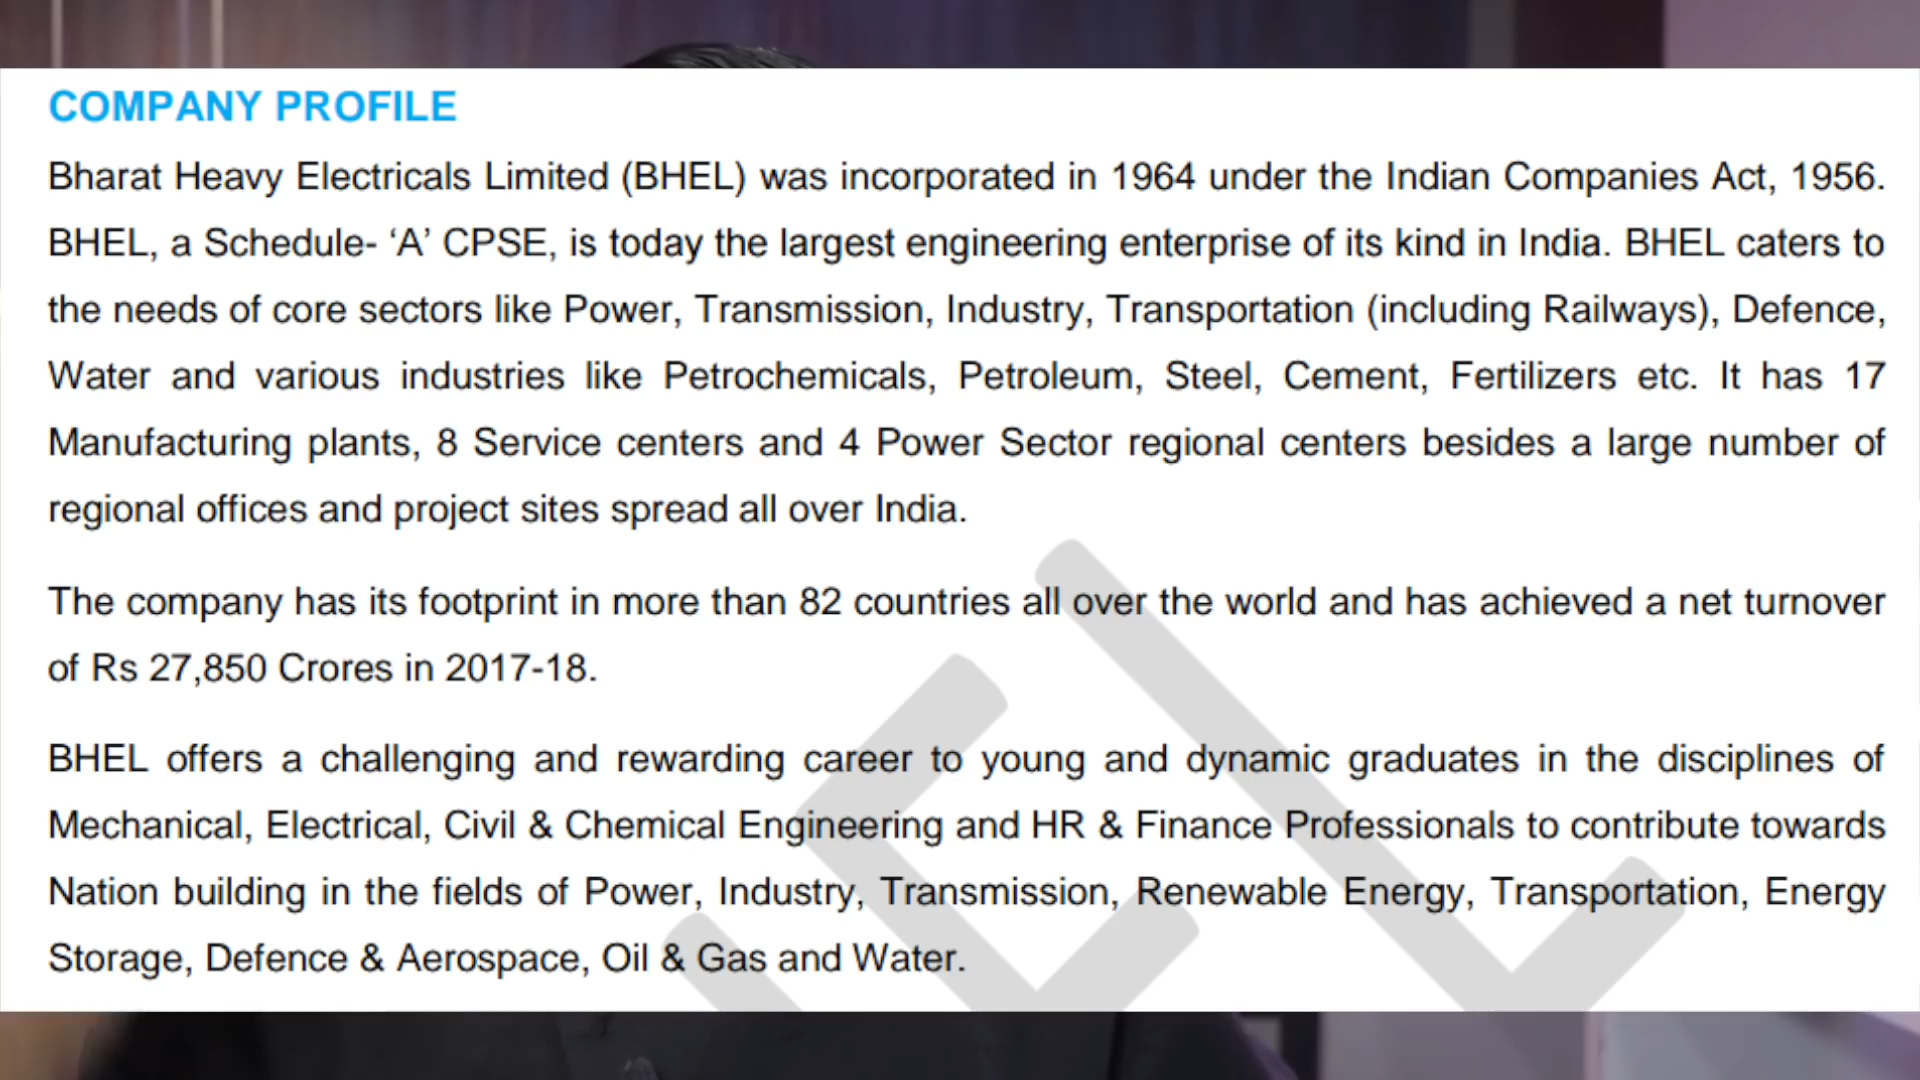 COMPANY PROFILE
Bharat Heavy Electricals Limited (BHEL) was incorporated in 1964 under the Indian Companies Act, 1956.
BHEL, a Schedule- ‘A’ CPSE, is today the largest engineering enterprise of its kind in India. BHEL caters to
the needs of core sectors like Power, Transmission, Industry, Transportation (including Railways), Defence,
Water and various industries like Petrochemicals, Petroleum, Steel, Cement, Fertilizers etc. It has 17
Manufacturing plants, 8 Service centers and 4 Power Sector regional centers besides a large number of
regional offices and project sites spread all over India.
The company has its footprint in more than 82 countries all over the world and has achieved a net turnover
of Rs 27,850 Crores in 2017-18.
BHEL offers a challenging and rewarding career to young and dynamic graduates in the disciplines of
Mechanical, Electrical, Civil & Chemical Engineering and HR & Finance Professionals to contribute towards
Nation building in the fields of Power, Industry, Transmission, Renewable Energy, Transportation, Energy
Storage, Defence & Aerospace, Oil & Gas and Water.